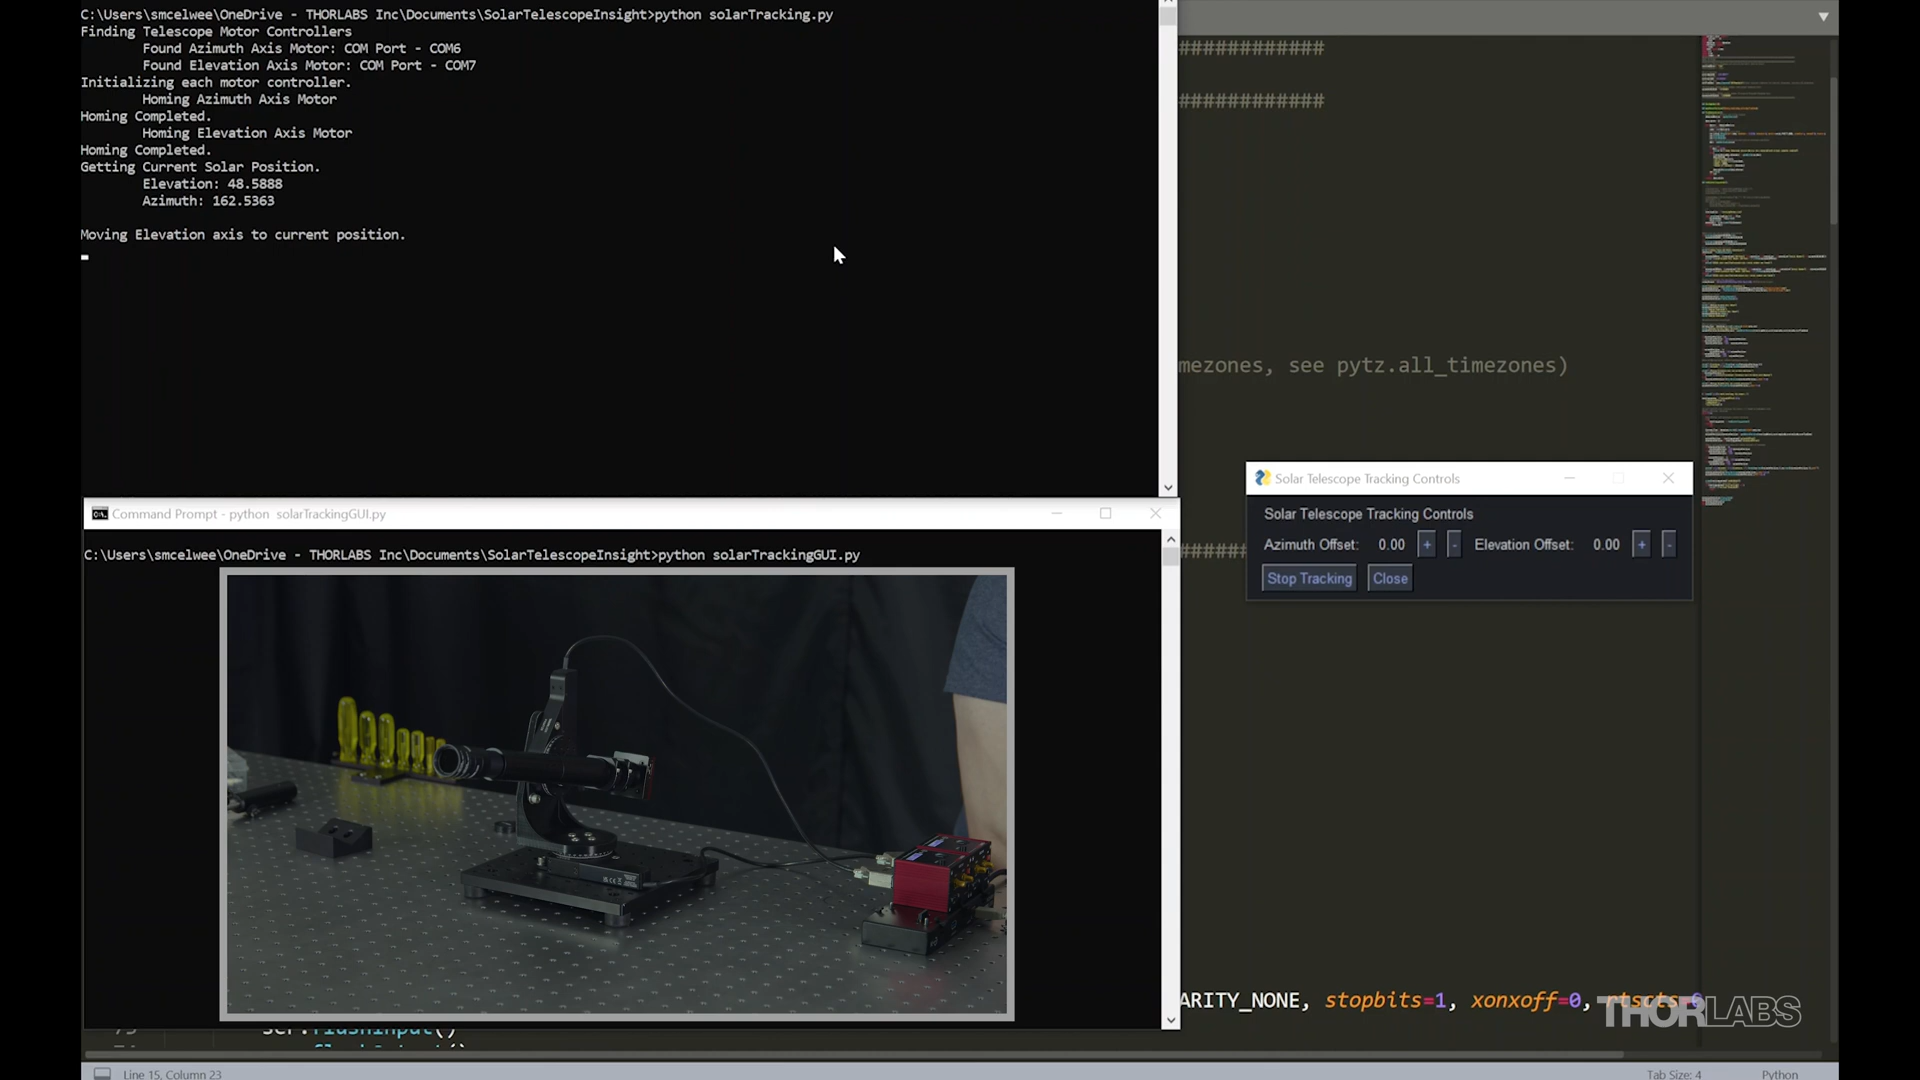 C:\Users\smcelwee\OneDrive - THORLABS Inc\Documents\SolarTelescopeInsight>python solarTracking.py
Finding Telescope Motor Controllers
Found Azimuth Axis Motor: COM Port - COM6
Found Elevation Axis Motor: COM Port - COM7
Initializing each motor controller.
Homing Azimuth Axis Motor
Homing Completed.
Homing Elevation Axis Motor
Homing Completed.
Getting Current Solar Position.
Elevation: 48.5888
Azimuth: 162.5363
Moving Elevation axis to current position.
############
############
mezones, see pytz.all_timezones)
Solar Telescope Tracking Controls
Solar Telescope Tracking Controls
Azimuth Offset: 0.00 + - Elevation Offset: 0.00 + -
Stop Tracking Close
Command Prompt - python solarTrackingGUI.py
C:\Users\smcelwee\OneDrive - THORLABS Inc\Documents\SolarTelescopeInsight>python solarTrackingGUI.py
ARITY_NONE, stopbits=1, xonxoff=0,
THORLABS
Line 15, Column 23
Tab Size: 4
Python